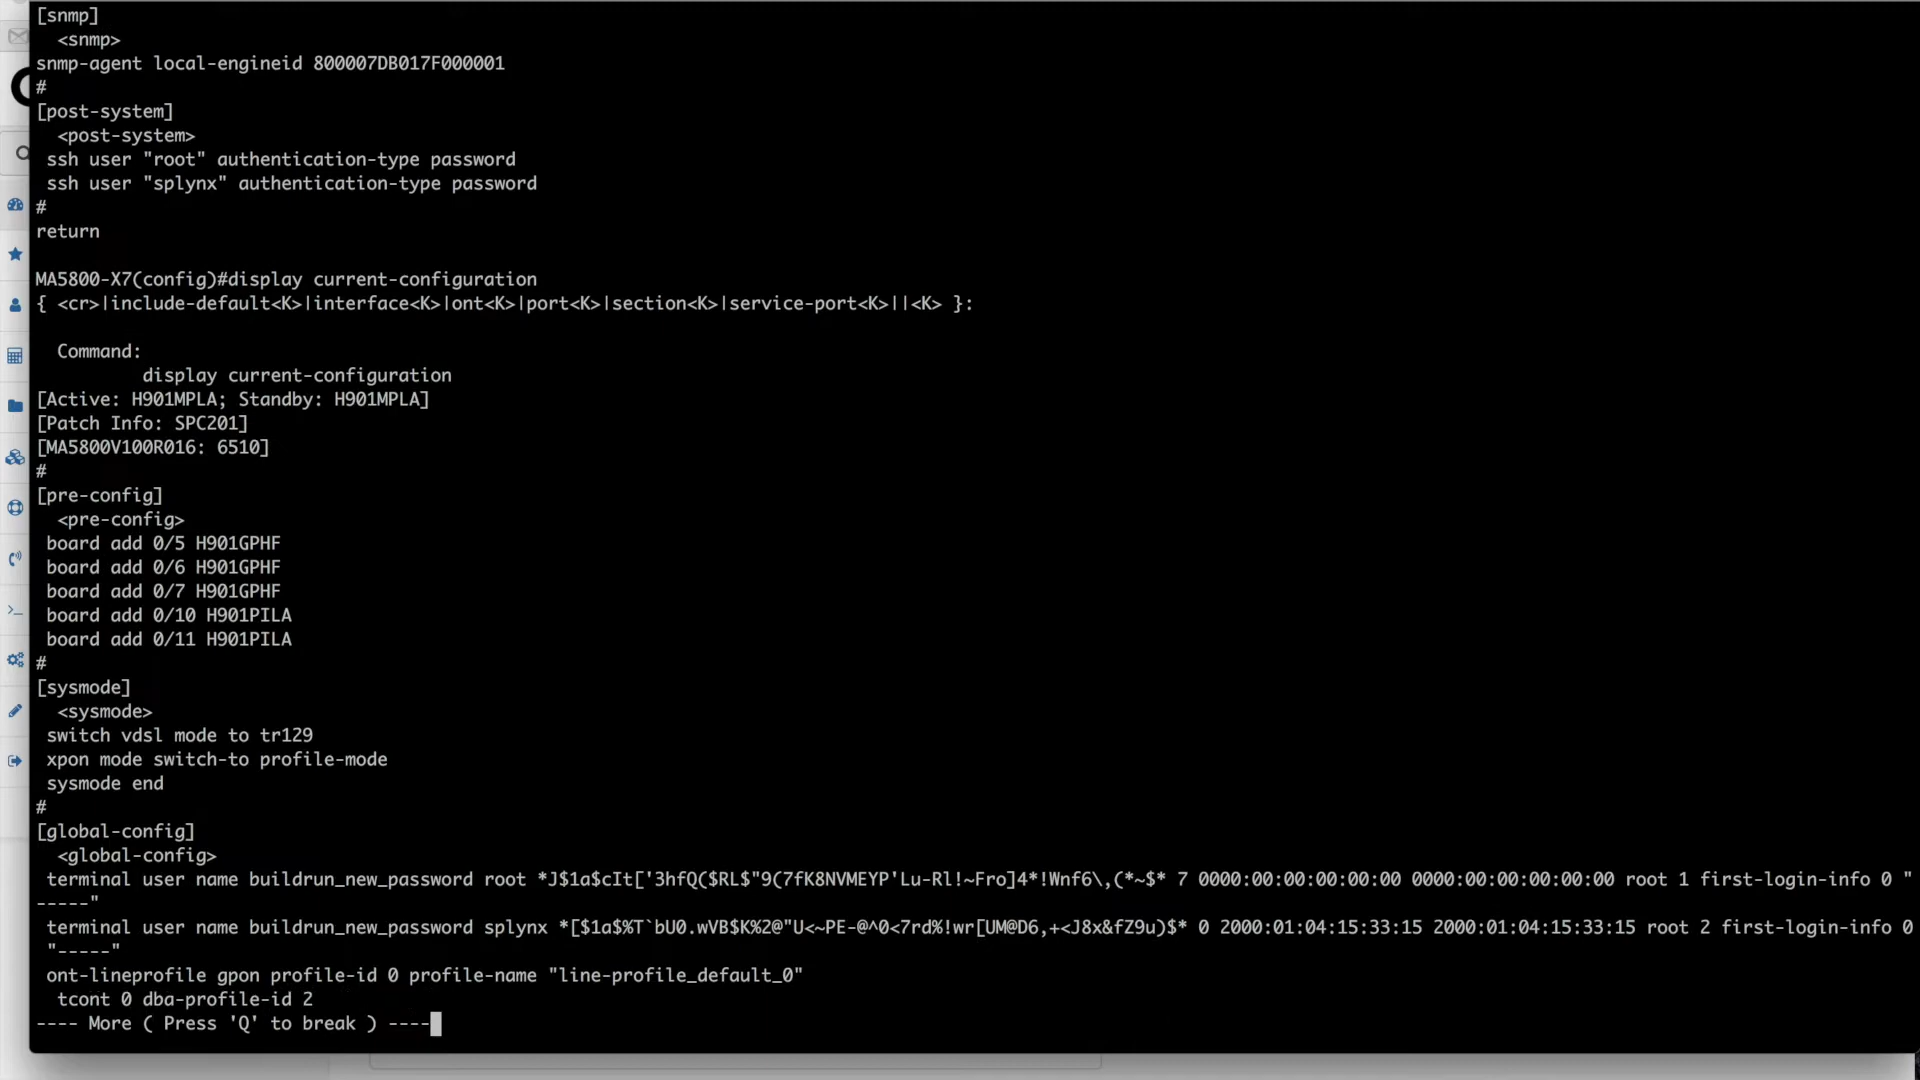 [snmp]
  <snmp>
snmp-agent local-engineid 800007DB017F000001
#
[post-system]
  <post-system>
 ssh user "root" authentication-type password
 ssh user "splynx" authentication-type password
#
return

MA5800-X7(config)#display current-configuration
{ <cr>|include-default<K>|interface<K>|ont<K>|port<K>|section<K>|service-port<K>||<K> }:

  Command:
          display current-configuration
[Active: H901MPLA; Standby: H901MPLA]
[Patch Info: SPC201]
[MA5800V100R016: 6510]
#
[pre-config]
  <pre-config>
 board add 0/5 H901GPHF
 board add 0/6 H901GPHF
 board add 0/7 H901GPHF
 board add 0/10 H901PILA
 board add 0/11 H901PILA
#
[sysmode]
  <sysmode>
 switch vdsl mode to tr129
 xpon mode switch-to profile-mode
 sysmode end
#
[global-config]
  <global-config>
 terminal user name buildrun_new_password root *J$1a$cIt['3hfQ($RL$"9(7fK8NVMEYP'Lu-Rl!~Fro]4*!Wnf6\,(*~$* 7 0000:00:00:00:00:00 0000:00:00:00:00:00 root 1 first-login-info 0 "
-----"
 terminal user name buildrun_new_password splynx *[$1a$%T`bU0.wVB$K%2@"U<~PE-@^0<7rd%!wr[UM@D6,+<J8x&fZ9u)$* 0 2000:01:04:15:33:15 2000:01:04:15:33:15 root 2 first-login-info 0
 "-----"
 ont-lineprofile gpon profile-id 0 profile-name "line-profile_default_0"
  tcont 0 dba-profile-id 2
---- More ( Press 'Q' to break ) ----